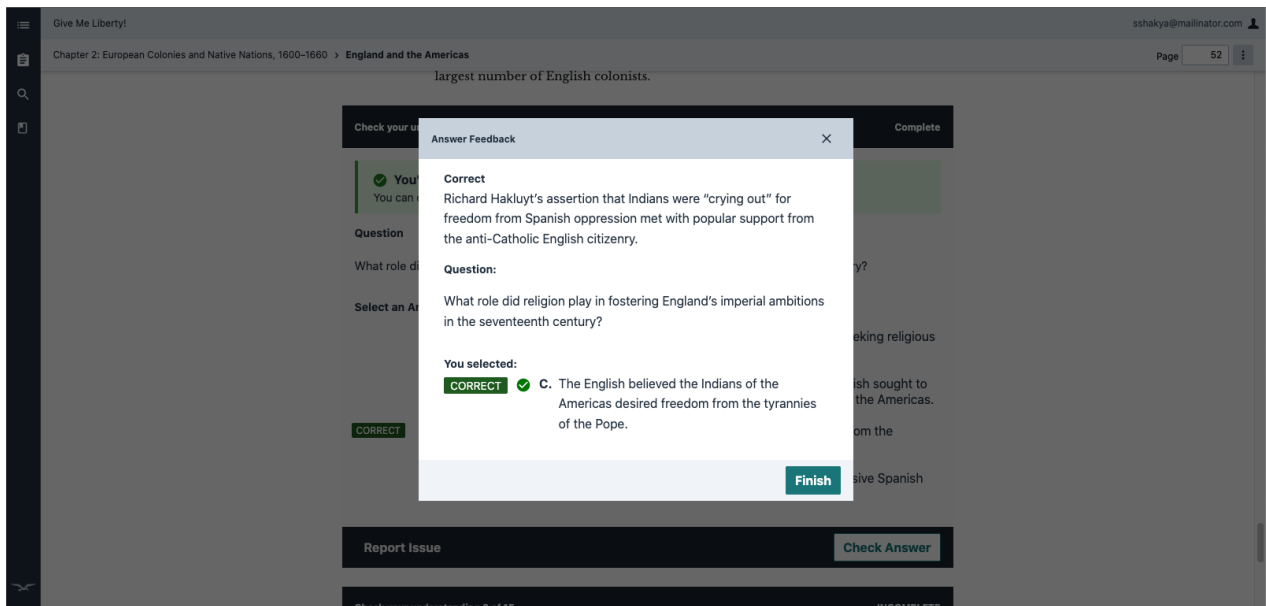 Give Me Liberty!
sshakya@mailinator.com
Chapter 2: European Colonies and Native Nations, 1600–1660 > England and the Americas
Page 52
largest number of English colonists.
Check your
Complete
Answer Feedback
You'
You can
Correct
Richard Hakluyt’s assertion that Indians were “crying out” for
freedom from Spanish oppression met with popular support from
the anti-Catholic English citizenry.
Question
What role
Question:
What role did religion play in fostering England’s imperial ambitions
in the seventeenth century?
Select an
eking religious
You selected:
CORRECT C. The English believed the Indians of the
Americas desired freedom from the tyrannies
of the Pope.
ish sought to
the Americas.
CORRECT
om the
sive Spanish
Finish
Report Issue
Check Answer